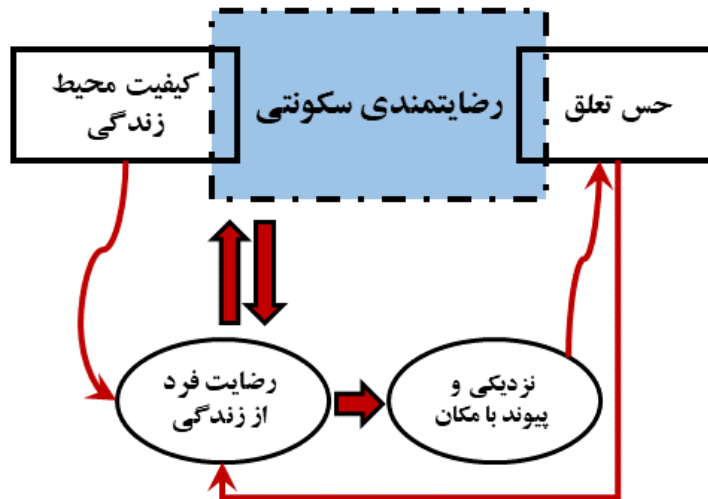 حس تعلق
رضایتمندی سکونتی
کیفیت محیط
زندگی
نزدیکی و
پیوند با مکان
رضایت فرد
از زندگی